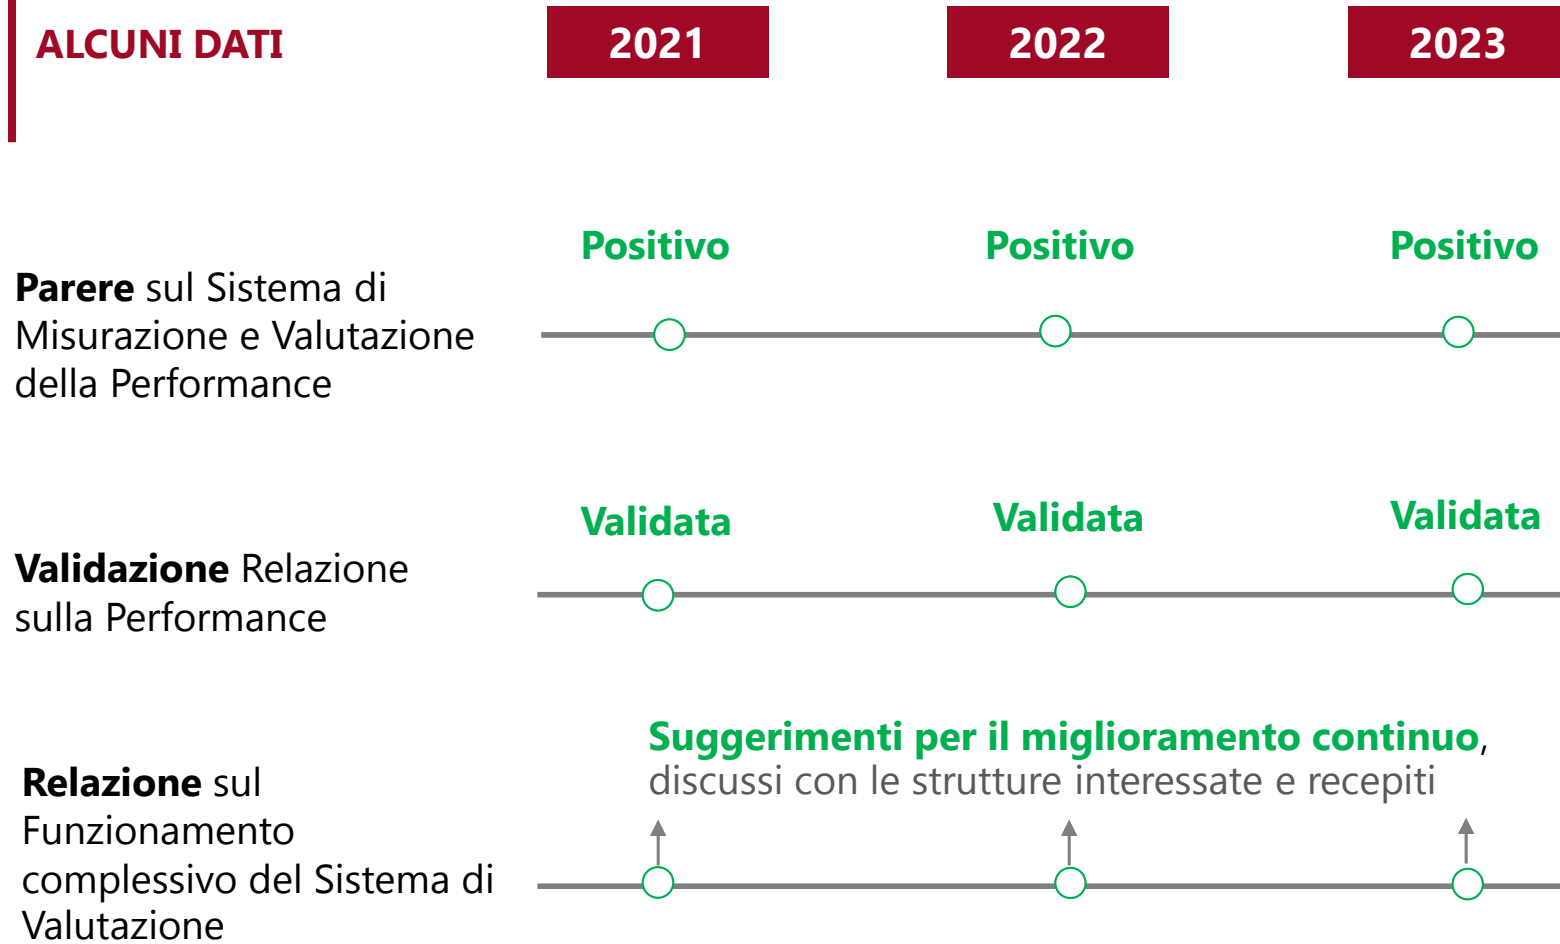 ALCUNI DATI
2021
2022
2023
Positivo
Positivo
Positivo
Parere sul Sistema di
Misurazione e Valutazione
della Performance
Validata
Validata
Validata
Validazione Relazione
sulla Performance
Suggerimenti per il miglioramento continuo,
discussi con le strutture interessate e recepiti
Relazione sul
Funzionamento
complessivo del Sistema di
Valutazione